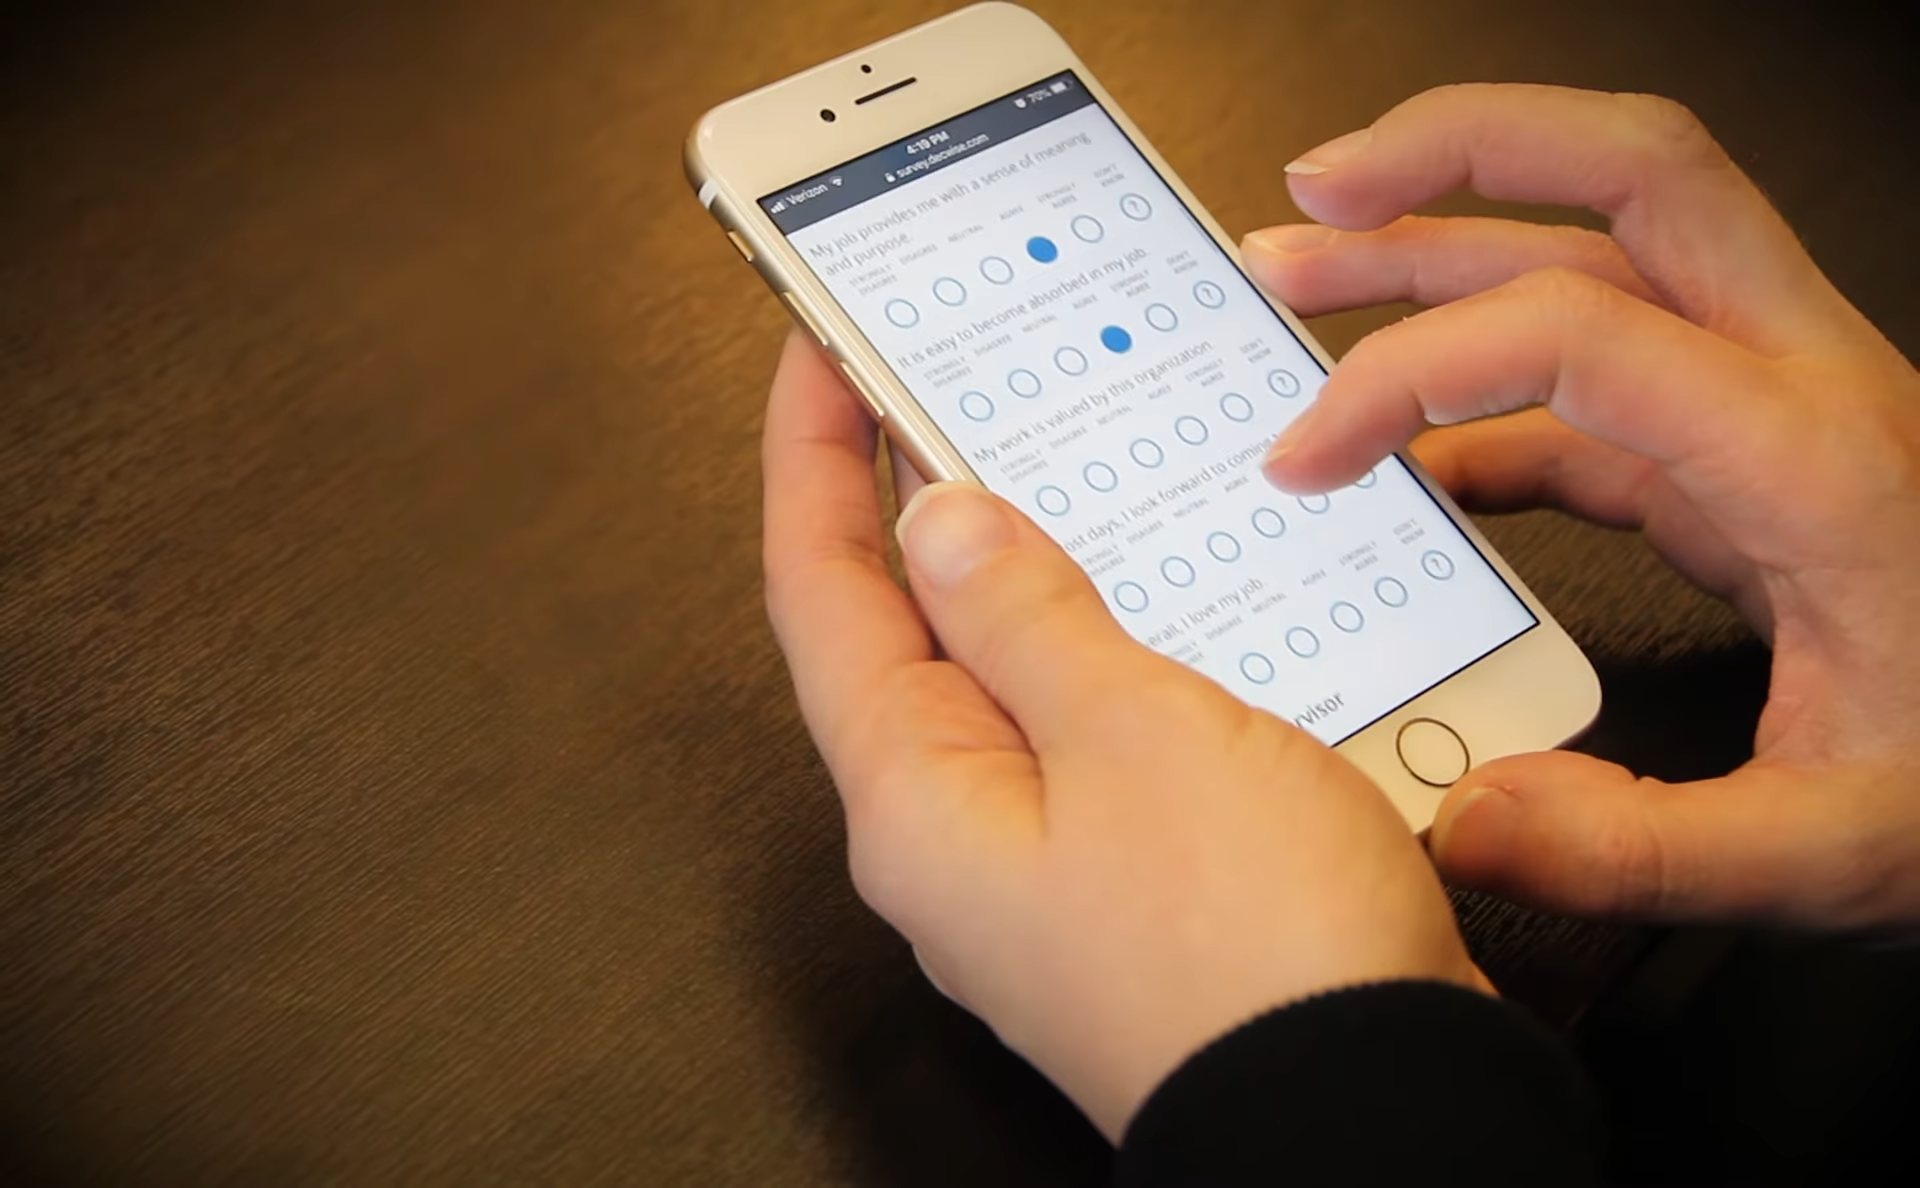 Verizon
4:19 PM
70%
survey.decwise.com
My job provides me with a sense of meaning
and purpose.
STRONGLY DISAGREE DISAGREE NEUTRAL AGREE STRONGLY AGREE DON'T KNOW
?
It is easy to become absorbed in my job.
STRONGLY DISAGREE DISAGREE NEUTRAL AGREE STRONGLY AGREE DON'T KNOW
?
My work is valued by this organization.
STRONGLY DISAGREE DISAGREE NEUTRAL AGREE STRONGLY AGREE DON'T KNOW
?
ost days, I look forward to coming
TRONGLY DISAGREE DISAGREE NEUTRAL AGREE
erall, I love my job.
DISAGREE NEUTRAL AGREE STRONGLY AGREE DON'T KNOW
?
rvisor